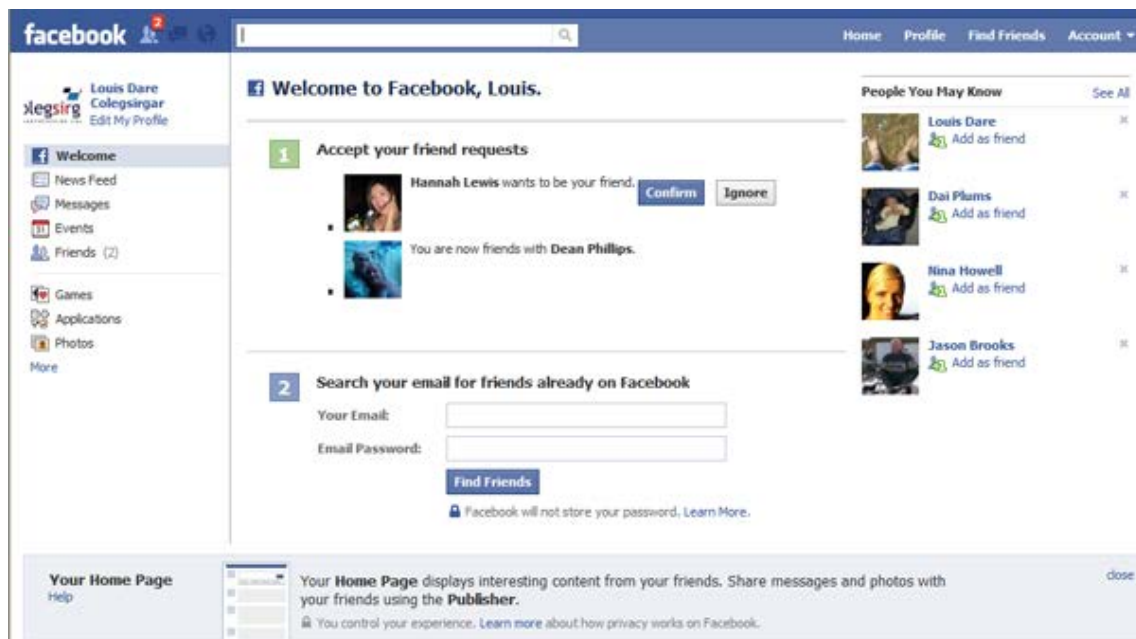 facebook
2
Home Profile Find Friends Account
Louis Dare
Colegsirgar
Edit My Profile
Welcome
News Feed
Messages
31 Events
Friends (2)
Games
Applications
Photos
More
Welcome to Facebook, Louis.
1 Accept your friend requests
Hannah Lewis wants to be your friend. Confirm Ignore
You are now friends with Dean Phillips.
2 Search your email for friends already on Facebook
Your Email:
Email Password:
Find Friends
Facebook will not store your password. Learn More.
People You May Know See All
Louis Dare
Add as friend
Dai Plums
Add as friend
Nina Howell
Add as friend
Jason Brooks
Add as friend
Your Home Page
Help
Your Home Page displays interesting content from your friends. Share messages and photos with
your friends using the Publisher.
You control your experience. Learn more about how privacy works on Facebook.
close